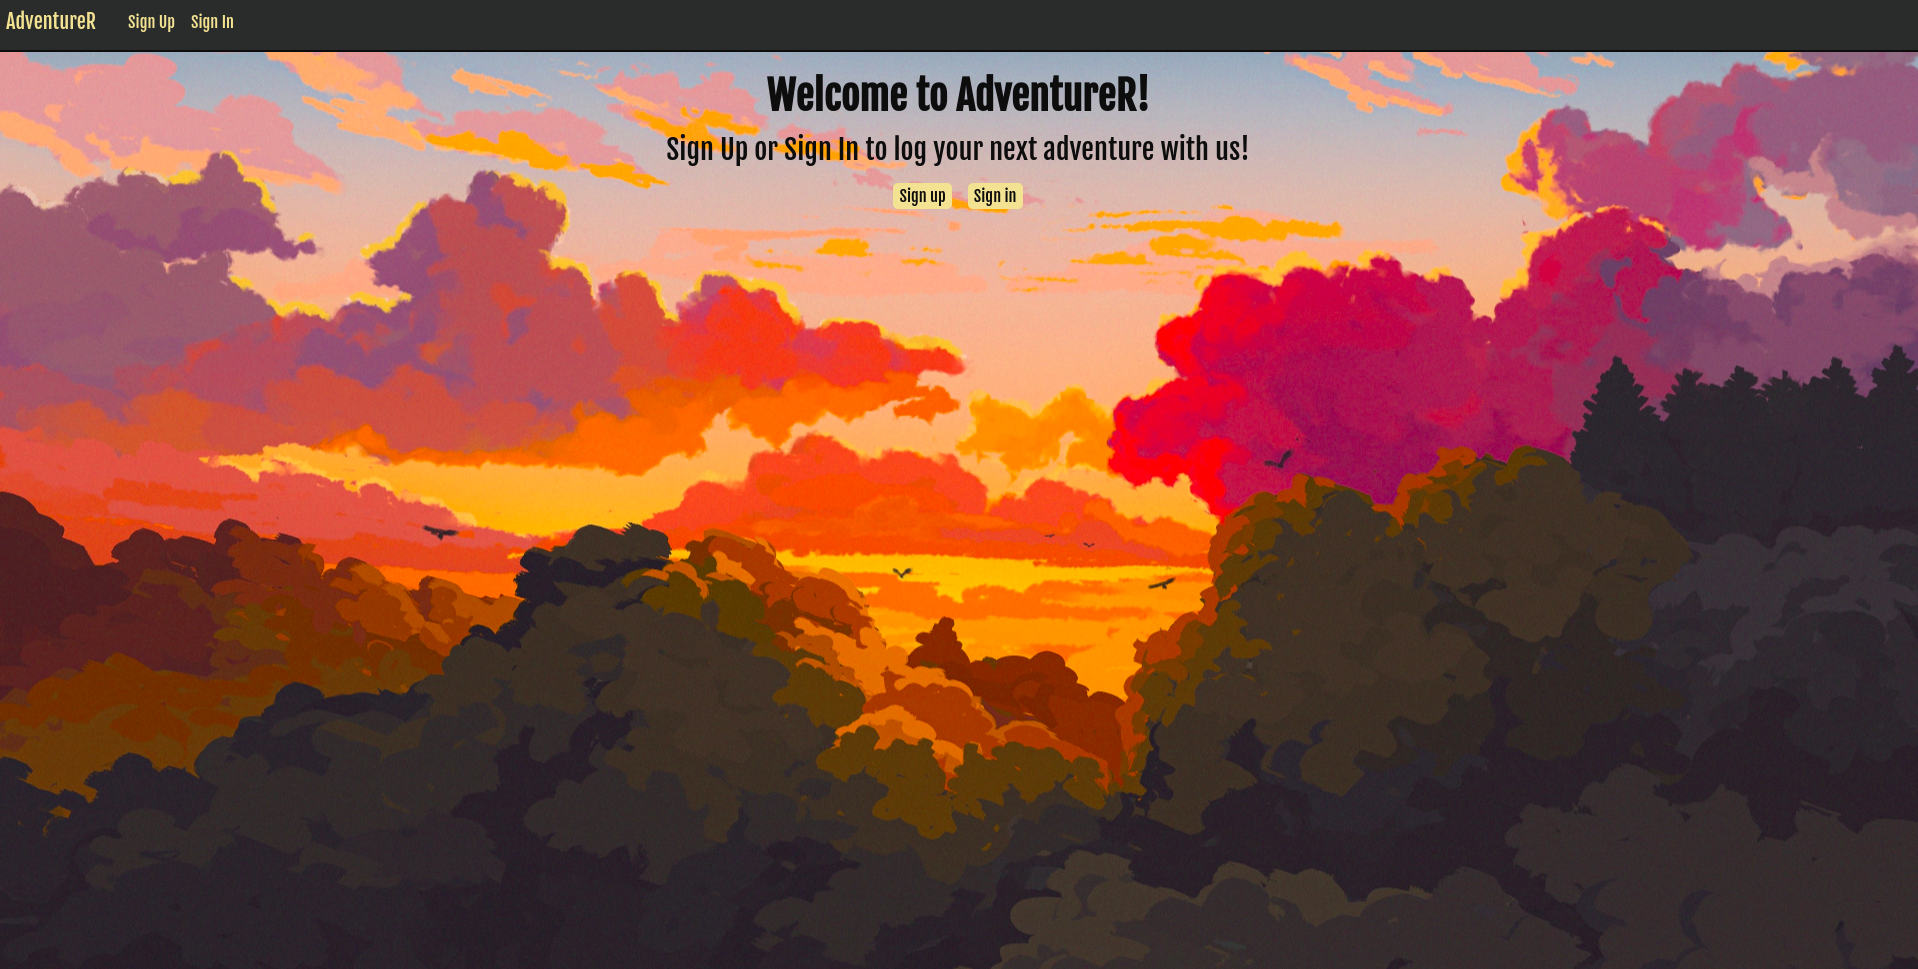 AdventureR Sign Up Sign In
Welcome to AdventureR!
Sign Up or Sign In to log your next adventure with us!
Sign up Sign in